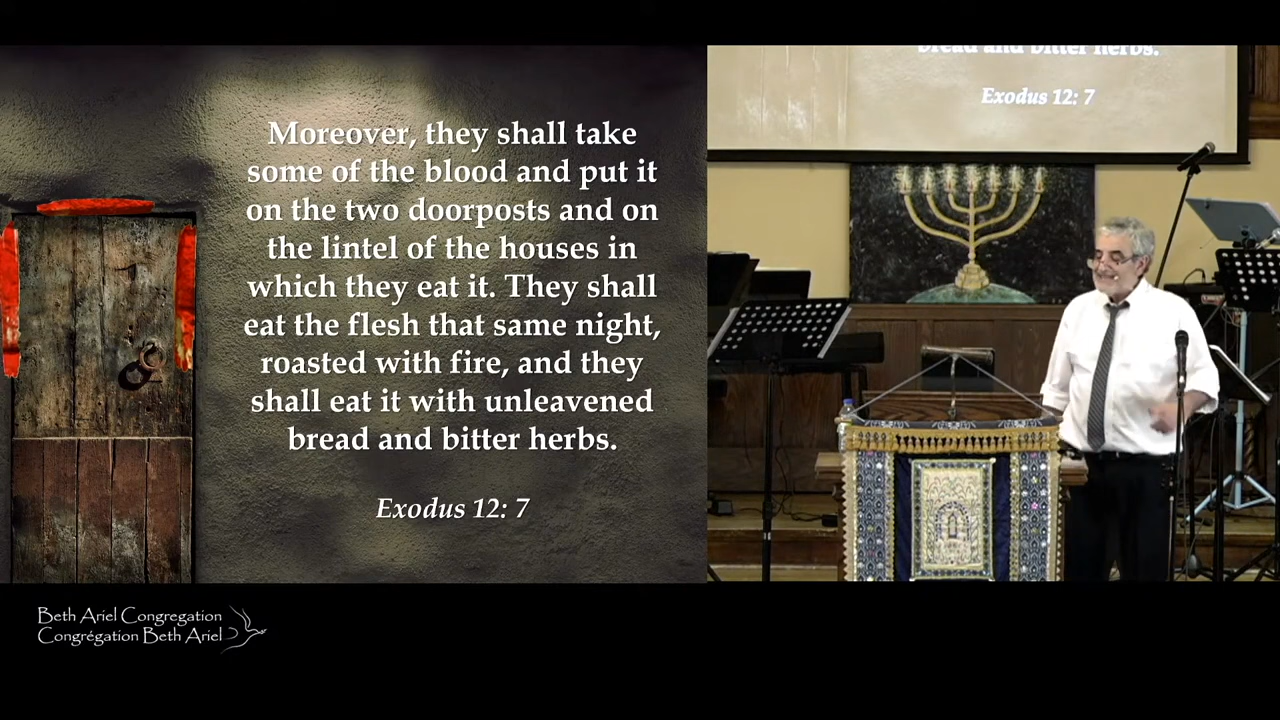 Moreover, they shall take
some of the blood and put it
on the two doorposts and on
the lintel of the houses in
which they eat it. They shall
eat the flesh that same night,
roasted with fire, and they
shall eat it with unleavened
bread and bitter herbs.
Exodus 12: 7
bread and bitter herbs.
Exodus 12: 7
Beth Ariel Congregation
Congrégation Beth Ariel